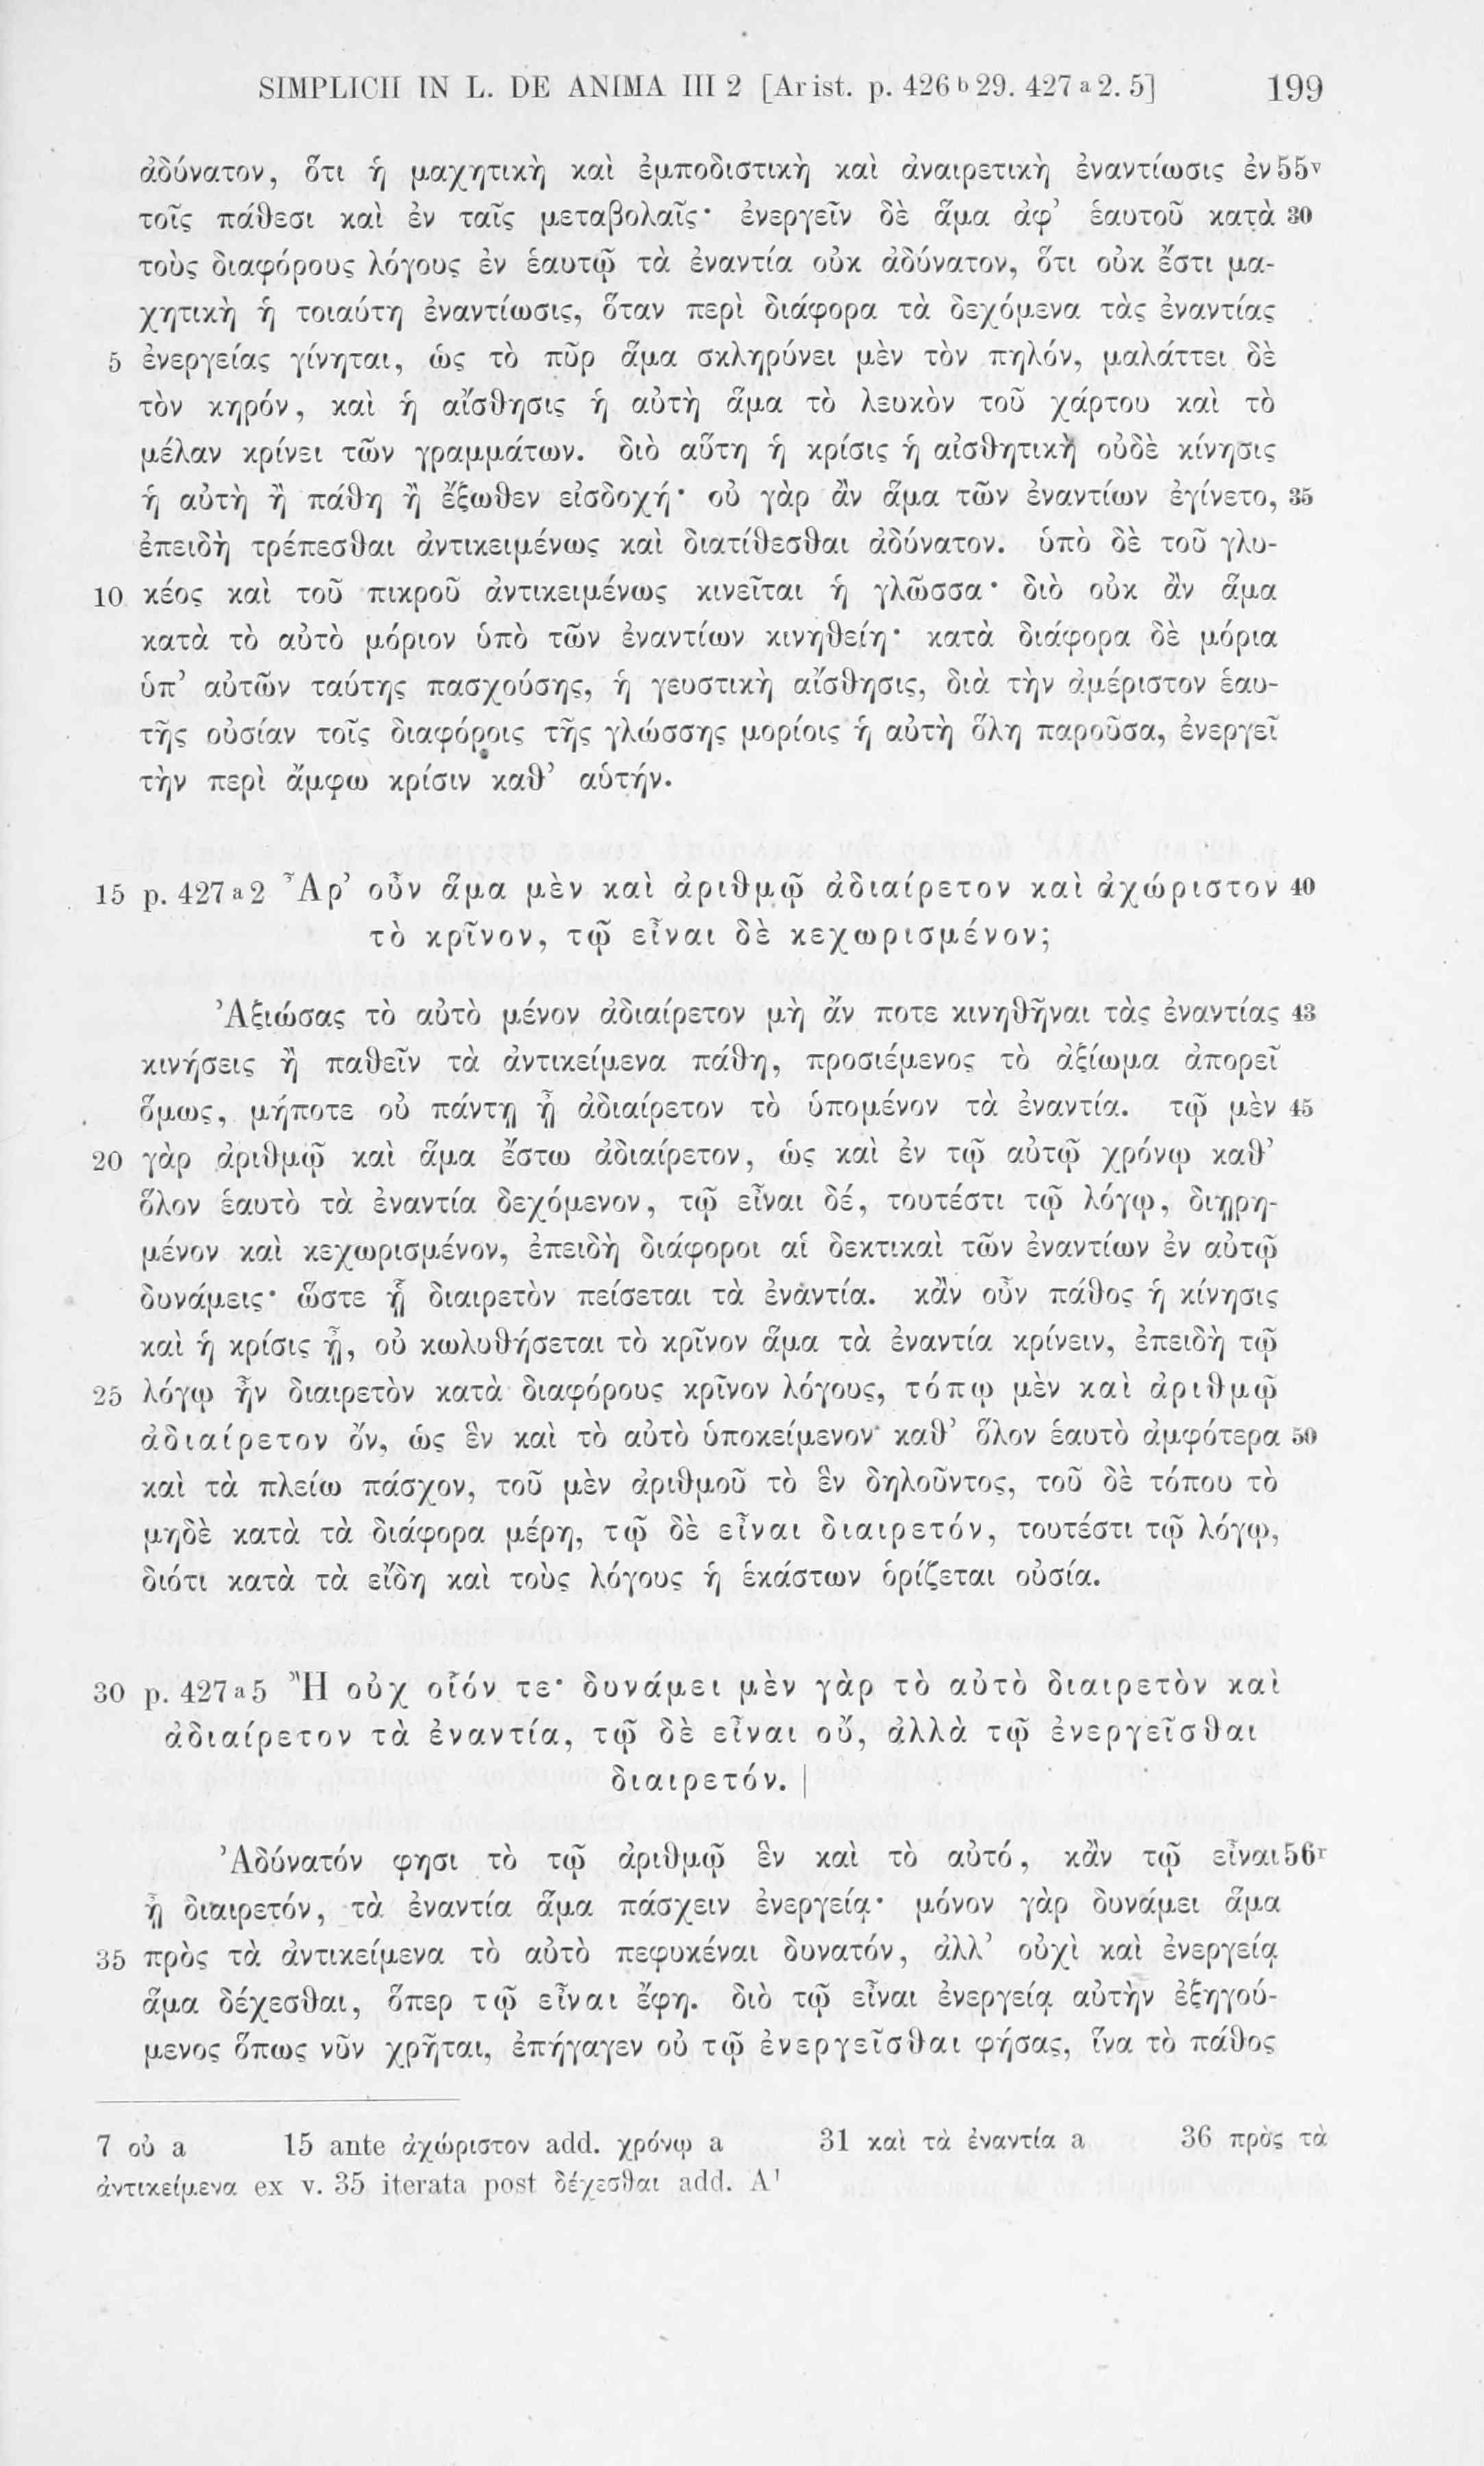 SIMPLICII IN L. DE ANIMA III 2 [Arist. p. 426 b 29. 427 a 2. 5] 199
ἀδύνατον, ὅτι ἡ μαχητικὴ καὶ ἐμποδιστικὴ καὶ ἀναιρετικὴ ἐναντίωσις ἐν 55v
τοῖς πάθεσι καὶ ἐν ταῖς μεταβολαῖς· ἐνεργεῖν δὲ ἅμα ἀφ’ ἑαυτοῦ κατὰ 30
τοὺς διαφόρους λόγους ἐν ἑαυτῷ τὰ ἐναντία οὐκ ἀδύνατον, ὅτι οὐκ ἔστι μα-
χητικὴ ἡ τοιαύτη ἐναντίωσις, ὅταν περὶ διάφορα τὰ δεχόμενα τὰς ἐναντίας
5 ἐνεργείας γίνηται, ὡς τὸ πῦρ ἅμα σκληρύνει μὲν τὸν πηλόν, μαλάττει δὲ
τὸν κηρόν, καὶ ἡ αἴσθησις ἡ αὐτὴ ἅμα τὸ λευκὸν τοῦ χάρτου καὶ τὸ
μέλαν κρίνει τῶν γραμμάτων. διὸ αὕτη ἡ κρίσις ἡ αἰσθητικὴ οὐδὲ κίνησις
ἡ αὐτὴ ἢ πάθη ἢ ἔξωθεν εἰσδοχή· οὐ γὰρ ἂν ἅμα τῶν ἐναντίων ἐγίνετο, 35
ἐπειδὴ τρέπεσθαι ἀντικειμένως καὶ διατίθεσθαι ἀδύνατον. ὑπὸ δὲ τοῦ γλυ-
10 κέος καὶ τοῦ πικροῦ ἀντικειμένως κινεῖται ἡ γλῶσσα· διὸ οὐκ ἂν ἅμα
κατὰ τὸ αὐτὸ μόριον ὑπὸ τῶν ἐναντίων κινηθείη· κατὰ διάφορα δὲ μόρια
ὑπ’ αὐτῶν ταύτης πασχούσης, ἡ γευστικὴ αἴσθησις, διὰ τὴν ἀμέριστον ἑαυ-
τῆς οὐσίαν τοῖς διαφόροις τῆς γλώσσης μορίοις ἡ αὐτὴ ὅλη παροῦσα, ἐνεργεῖ
τὴν περὶ ἄμφω κρίσιν καθ’ αὑτήν.
15 p. 427 a 2 Ἆρ’ οὖν ἅμα μὲν καὶ ἀριθμῷ ἀδιαίρετον καὶ ἀχώριστον 40
τὸ κρῖνον, τῷ εἶναι δὲ κεχωρισμένον;
Ἀξιώσας τὸ αὐτὸ μένον ἀδιαίρετον μὴ ἄν ποτε κινηθῆναι τὰς ἐναντίας 43
κινήσεις ἢ παθεῖν τὰ ἀντικείμενα πάθη, προσιέμενος τὸ ἀξίωμα ἀπορεῖ
ὅμως, μήποτε οὐ πάντῃ ᾖ ἀδιαίρετον τὸ ὑπομένον τὰ ἐναντία. τῷ μὲν 45
20 γὰρ ἀριθμῷ καὶ ἅμα ἔστω ἀδιαίρετον, ὡς καὶ ἐν τῷ αὐτῷ χρόνῳ καθ’
ὅλον ἑαυτὸ τὰ ἐναντία δεχόμενον, τῷ εἶναι δέ, τουτέστι τῷ λόγῳ, διῃρη-
μένον καὶ κεχωρισμένον, ἐπειδὴ διάφοροι αἱ δεκτικαὶ τῶν ἐναντίων ἐν αὐτῷ
δυνάμεις· ὥστε ᾗ διαιρετὸν πείσεται τὰ ἐναντία. κἂν οὖν πάθος ἡ κίνησις
καὶ ἡ κρίσις ᾖ, οὐ κωλυθήσεται τὸ κρῖνον ἅμα τὰ ἐναντία κρίνειν, ἐπειδὴ τῷ
25 λόγῳ ἦν διαιρετὸν κατὰ διαφόρους κρῖνον λόγους, τόπῳ μὲν καὶ ἀριθμῷ
ἀδιαίρετον ὄν, ὡς ἓν καὶ τὸ αὐτὸ ὑποκείμενον καθ’ ὅλον ἑαυτὸ ἀμφότερα 50
καὶ τὰ πλείω πάσχον, τοῦ μὲν ἀριθμοῦ τὸ ἓν δηλοῦντος, τοῦ δὲ τόπου τὸ
μηδὲ κατὰ τὰ διάφορα μέρη, τῷ δὲ εἶναι διαιρετόν, τουτέστι τῷ λόγῳ,
διότι κατὰ τὰ εἴδη καὶ τοὺς λόγους ἡ ἑκάστων ὁρίζεται οὐσία.
30 p. 427 a 5 Ἢ οὐχ οἷόν τε· δυνάμει μὲν γὰρ τὸ αὐτὸ διαιρετὸν καὶ
ἀδιαίρετον τὰ ἐναντία, τῷ δὲ εἶναι οὔ, ἀλλὰ τῷ ἐνεργεῖσθαι
διαιρετόν. |
Ἀδύνατόν φησι τὸ τῷ ἀριθμῷ ἓν καὶ τὸ αὐτό, κἂν τῷ εἶναι 56r
ᾖ διαιρετόν, τὰ ἐναντία ἅμα πάσχειν ἐνεργείᾳ· μόνον γὰρ δυνάμει ἅμα
35 πρὸς τὰ ἀντικείμενα τὸ αὐτὸ πεφυκέναι δυνατόν, ἀλλ’ οὐχὶ καὶ ἐνεργείᾳ
ἅμα δέχεσθαι, ὅπερ τῷ εἶναι ἔφη. διὸ τῷ εἶναι ἐνεργείᾳ αὐτὴν ἐξηγού-
μενος ὅπως νῦν χρῆται, ἐπήγαγεν οὐ τῷ ἐνεργεῖσθαι φήσας, ἵνα τὸ πάθος
7 οὐ a 15 ante ἀχώριστον add. χρόνῳ a 31 καὶ τὰ ἐναντία a 36 πρὸς τὰ
ἀντικείμενα ex v. 35 iterata post δέχεσθαι add. A¹